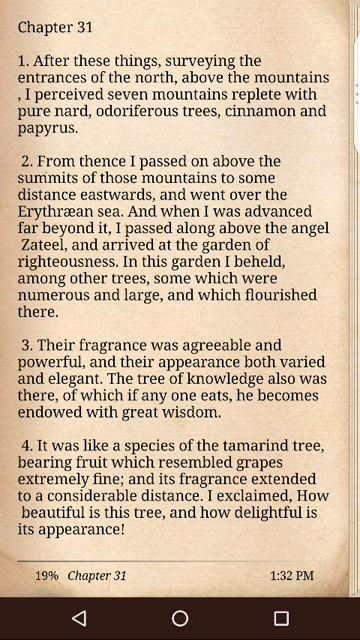 Chapter 31
1. After these things, surveying the
entrances of the north, above the mountains
, I perceived seven mountains replete with
pure nard, odoriferous trees, cinnamon and
papyrus.
2. From thence I passed on above the
summits of those mountains to some
distance eastwards, and went over the
Erythræan sea. And when I was advanced
far beyond it, I passed along above the angel
Zateel, and arrived at the garden of
righteousness. In this garden I beheld,
among other trees, some which were
numerous and large, and which flourished
there.
3. Their fragrance was agreeable and
powerful, and their appearance both varied
and elegant. The tree of knowledge also was
there, of which if any one eats, he becomes
endowed with great wisdom.
4. It was like a species of the tamarind tree,
bearing fruit which resembled grapes
extremely fine; and its fragrance extended
to a considerable distance. I exclaimed, How
beautiful is this tree, and how delightful is
its appearance!
19% Chapter 31 1:32 PM